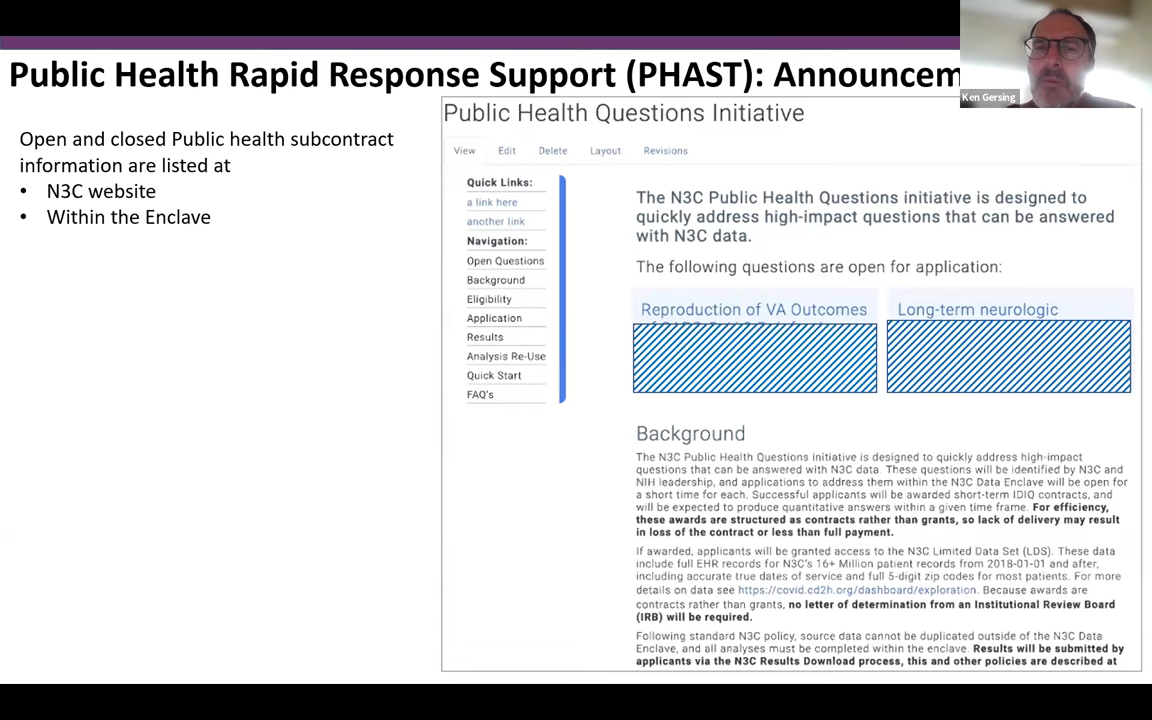 Public Health Rapid Response Support (PHAST): Announcem
Ken Gersing
Open and closed Public health subcontract
information are listed at
• N3C website
• Within the Enclave
Public Health Questions Initiative
View Edit Delete Layout Revisions
Quick Links:
a link here
another link
Navigation:
Open Questions
Background
Eligibility
Application
Results
Analysis Re-Use
Quick Start
FAQ's
The N3C Public Health Questions initiative is designed to
quickly address high-impact questions that can be answered
with N3C data.
The following questions are open for application:
Reproduction of VA Outcomes
Long-term neurologic
Background
The N3C Public Health Questions initiative is designed to quickly address high-impact
questions that can be answered with N3C data. These questions will be identified by N3C and
NIH leadership, and applications to address them within the N3C Data Enclave will be open for
a short time for each. Successful applicants will be awarded short-term IDIQ contracts, and
will be expected to produce quantitative answers within a given time frame. For efficiency,
these awards are structured as contracts rather than grants, so lack of delivery may result
in loss of the contract or less than full payment.
If awarded, applicants will be granted access to the N3C Limited Data Set (LDS). These data
include full EHR records for N3C's 16+ Million patient records from 2018-01-01 and after,
including accurate true dates of service and full 5-digit zip codes for most patients. For more
details on data see https://covid.cd2h.org/dashboard/exploration. Because awards are
contracts rather than grants, no letter of determination from an Institutional Review Board
(IRB) will be required.
Following standard N3C policy, source data cannot be duplicated outside of the N3C Data
Enclave, and all analyses must be completed within the enclave. Results will be submitted by
applicants via the N3C Results Download process, this and other policies are described at